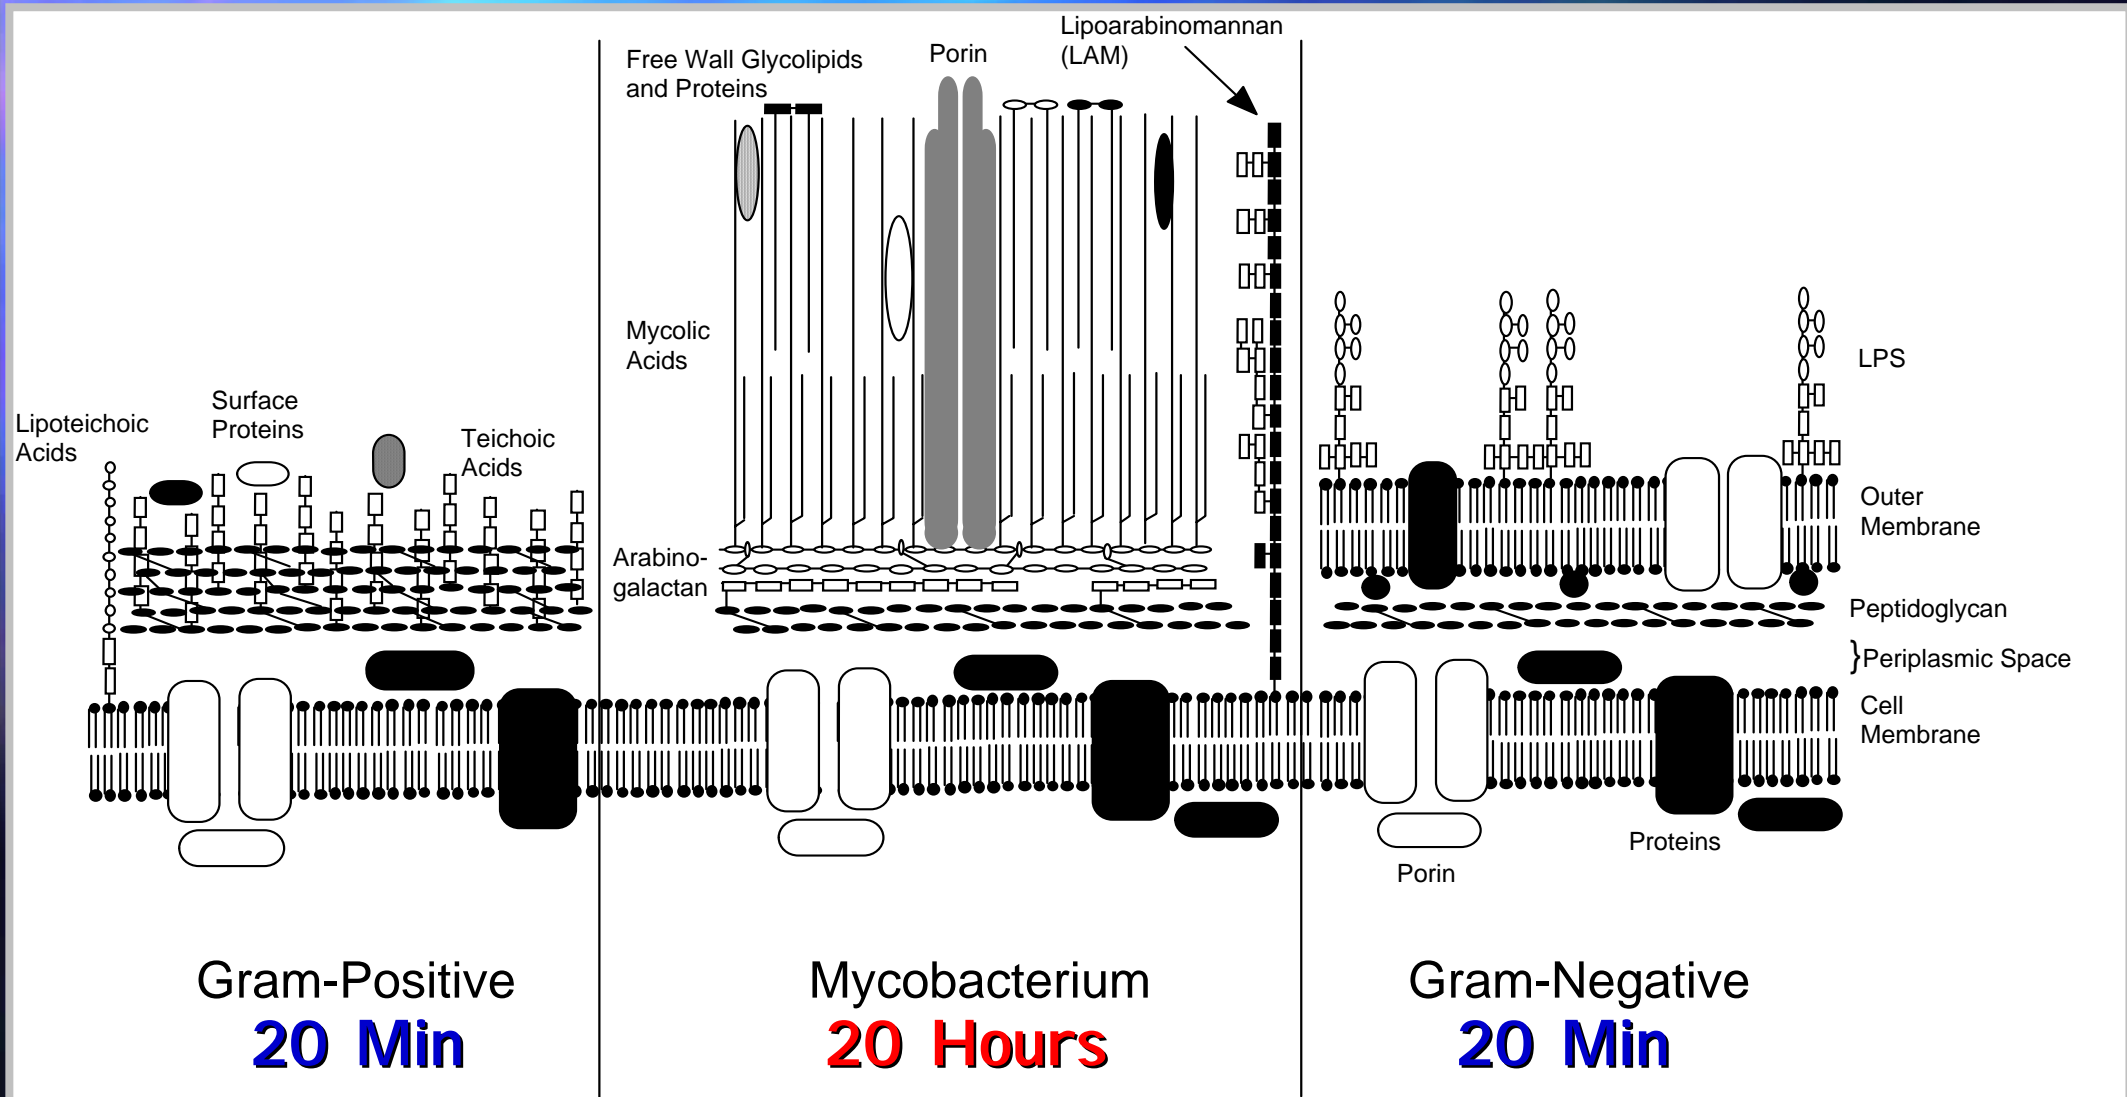 Lipoteichoic
Acids
Surface
Proteins
Teichoic
Acids
Free Wall Glycolipids
and Proteins
Porin
Lipoarabinomannan
(LAM)
Mycolic
Acids
Arabino-
galactan
LPS
Outer
Membrane
Peptidoglycan
}Periplasmic Space
Cell
Membrane
Proteins
Porin
Gram-Positive
20 Min
Mycobacterium
20 Hours
Gram-Negative
20 Min